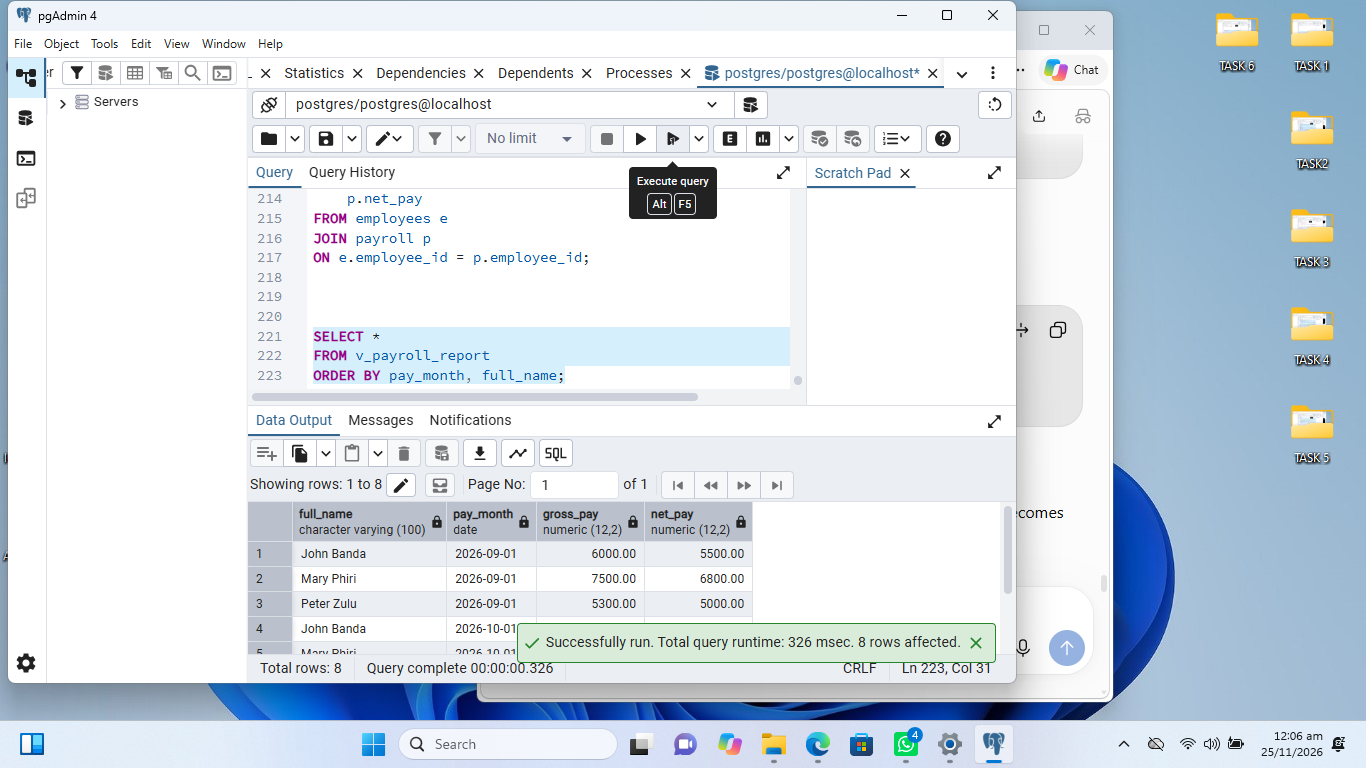 pgAdmin 4
File Object Tools Edit View Window Help
Statistics Dependencies Dependents Processes postgres/postgres@localhost*
Servers
postgres/postgres@localhost
No limit
E
Query Query History
Scratch Pad
Execute query
Alt F5
214 p.net_pay
215 FROM employees e
216 JOIN payroll p
217 ON e.employee_id = p.employee_id;
218
219
220
221 SELECT *
222 FROM v_payroll_report
223 ORDER BY pay_month, full_name;
Data Output Messages Notifications
SQL
Showing rows: 1 to 8 Page No: 1 of 1
full_name pay_month gross_pay net_pay
character varying (100) date numeric (12,2) numeric (12,2)
1 John Banda 2026-09-01 6000.00 5500.00
2 Mary Phiri 2026-09-01 7500.00 6800.00
3 Peter Zulu 2026-09-01 5300.00 5000.00
4 John Banda 2026-10-01
5 Mary Phiri 2026-10-01
Successfully run. Total query runtime: 326 msec. 8 rows affected.
Total rows: 8 Query complete 00:00:00.326 CRLF Ln 223, Col 31
Chat
ecomes
TASK 6
TASK 1
TASK2
TASK 3
TASK 4
TASK 5
Search
4
12:06 am
25/11/2026